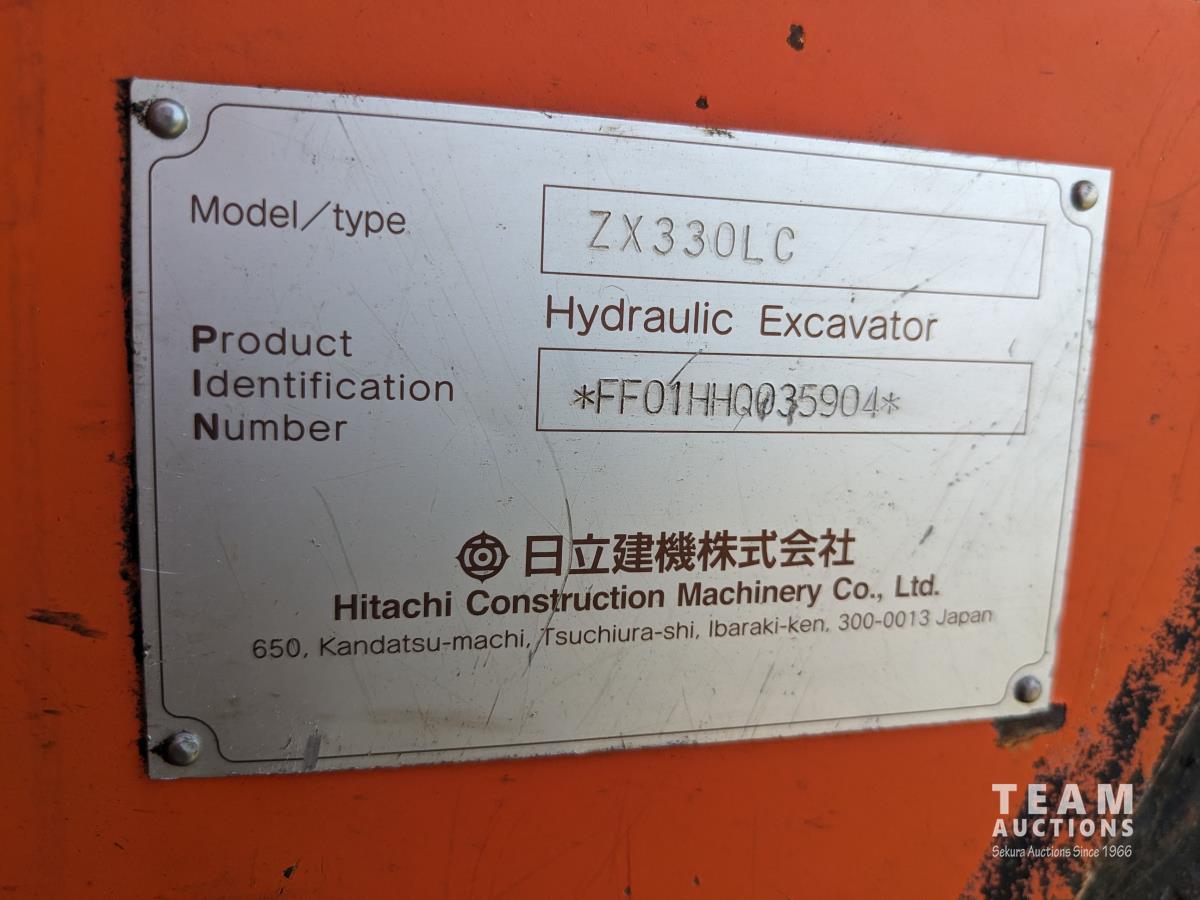 Model/type
ZX330LC
Hydraulic Excavator
Product
Identification
Number
*FF01HHQ035904*
日立建機株式会社
Hitachi Construction Machinery Co., Ltd.
650, Kandatsu-machi, Tsuchiura-shi, Ibaraki-ken, 300-0013 Japan
TEAM
AUCTIONS
Sekura Auctions Since 1966